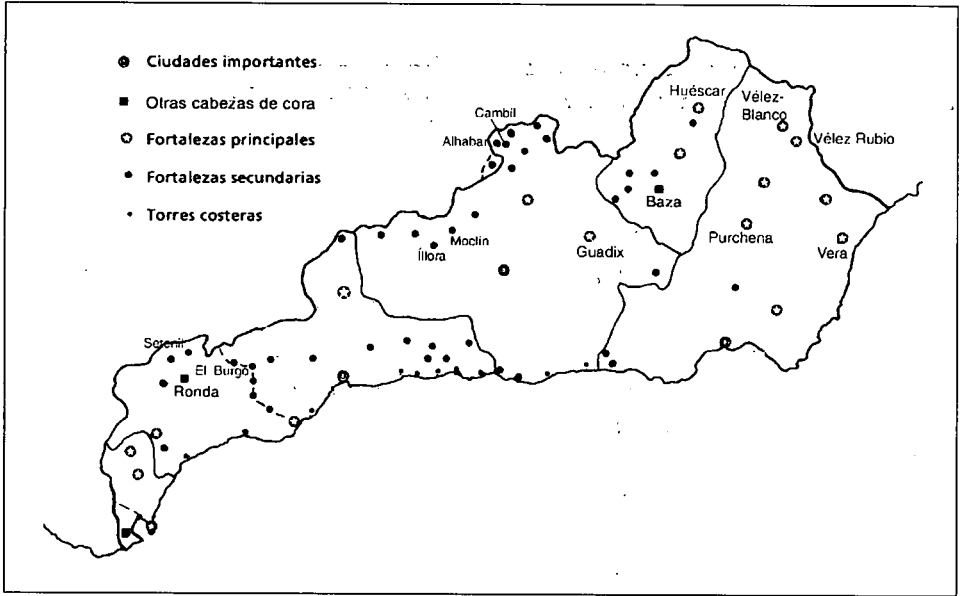 Ciudades importantes
Otras cabezas de cora
Fortalezas principales
Fortalezas secundarias
Torres costeras
Huéscar
Vélez-
Blanco
Vélez Rubio
Cambil
Alhabar
Baza
Moclín
Íllora
Guadix
Purchena
Vera
Setenil
El Burgo
Ronda